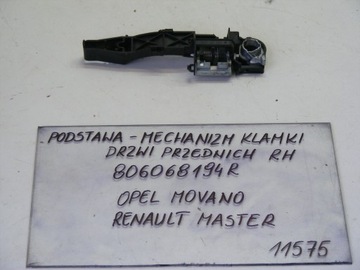 PODSTAWA - MECHANIZM KLAMKI
DRZWI PRZEDNICH RH
806068194R
OPEL MOVANO
RENAULT MASTER
11575